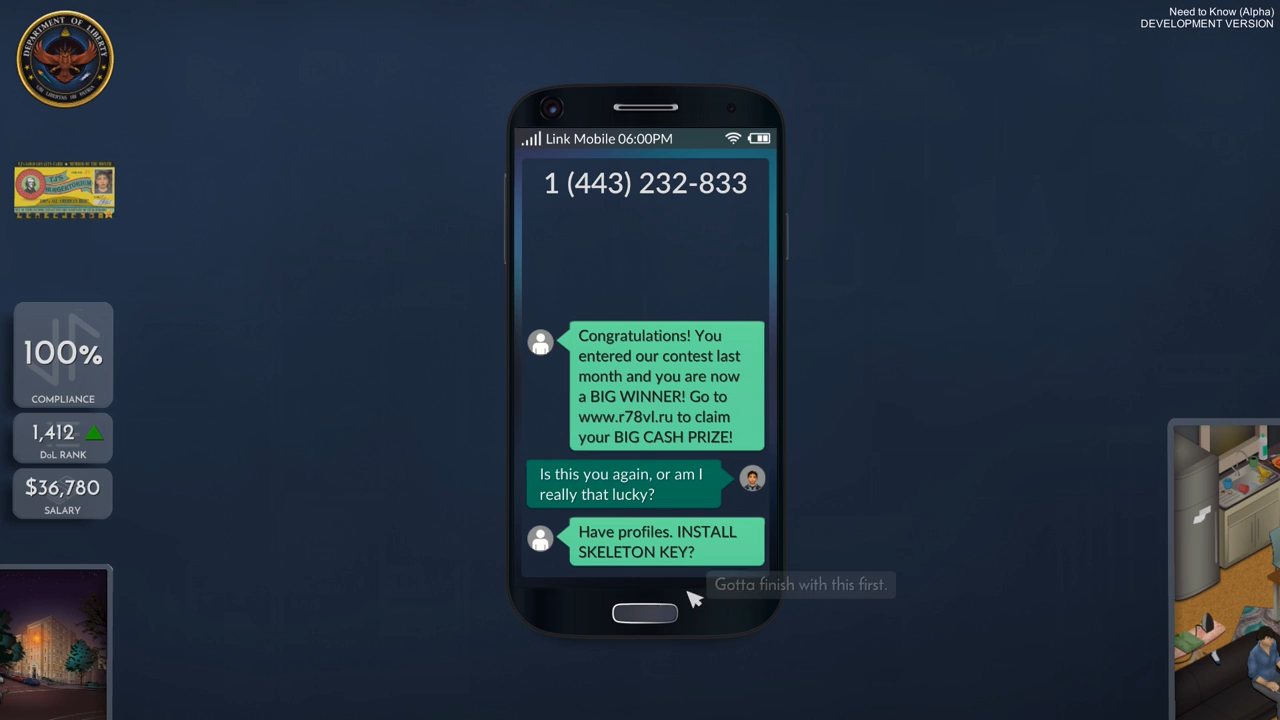 Need to Know (Alpha)
DEVELOPMENT VERSION
DEPARTMENT OF LIBERTY
Link Mobile 06:00PM
1 (443) 232-833
Congratulations! You
entered our contest last
month and you are now
a BIG WINNER! Go to
www.r78vl.ru to claim
your BIG CASH PRIZE!
Is this you again, or am I
really that lucky?
Have profiles. INSTALL
SKELETON KEY?
Gotta finish with this first.
100%
COMPLIANCE
1,412
DoL RANK
$36,780
SALARY